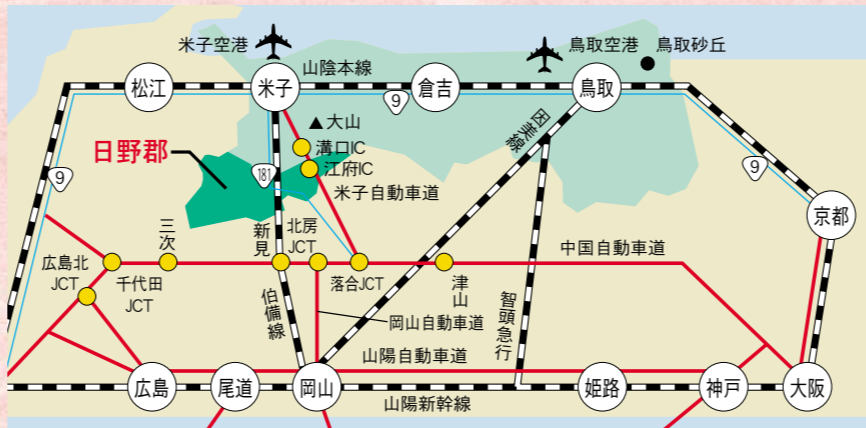 米子空港
鳥取空港
鳥取砂丘
山陰本線
松江
米子
9
倉吉
鳥取
▲大山
溝口IC
江府IC
因美線
日野郡
9
181
米子自動車道
9
京都
三次
新見
北房
JCT
中国自動車道
広島北
JCT
千代田
JCT
落合JCT
津山
伯備線
岡山自動車道
智頭急行
山陽自動車道
広島
尾道
岡山
姫路
神戸
大阪
山陽新幹線